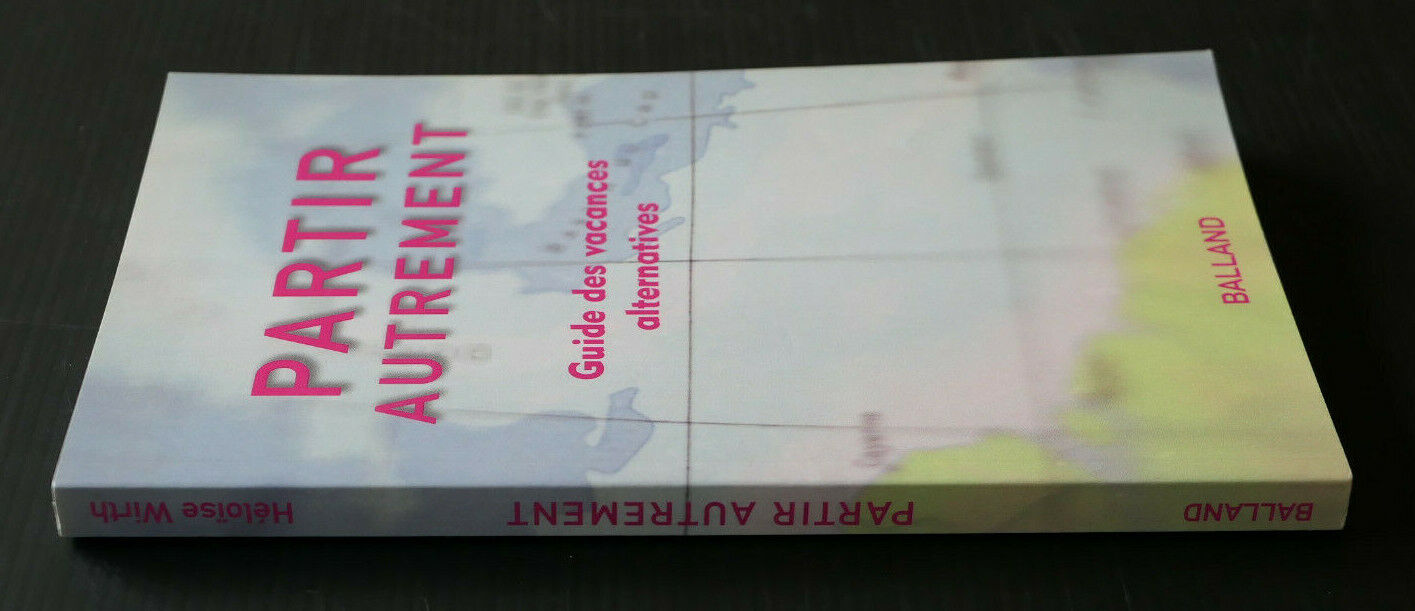 PARTIR
AUTREMENT
Guide des vacances
alternatives
BALLAND
Héloïse Wirth
PARTIR AUTREMENT
BALLAND